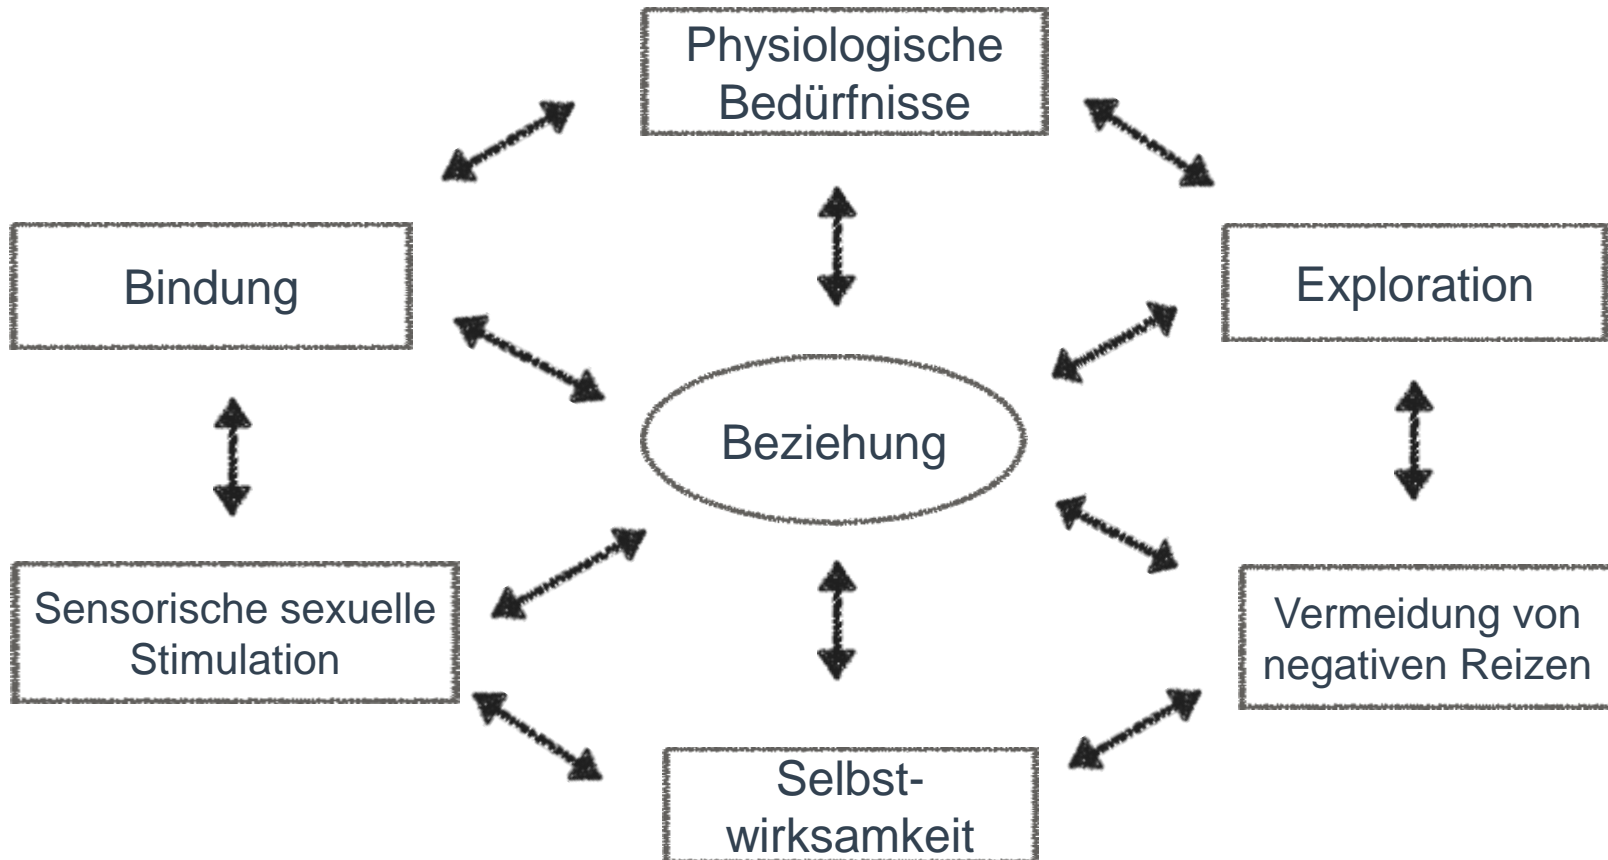 Physiologische
Bedürfnisse
Bindung
Exploration
Beziehung
Sensorische sexuelle
Stimulation
Vermeidung von
negativen Reizen
Selbst-
wirksamkeit